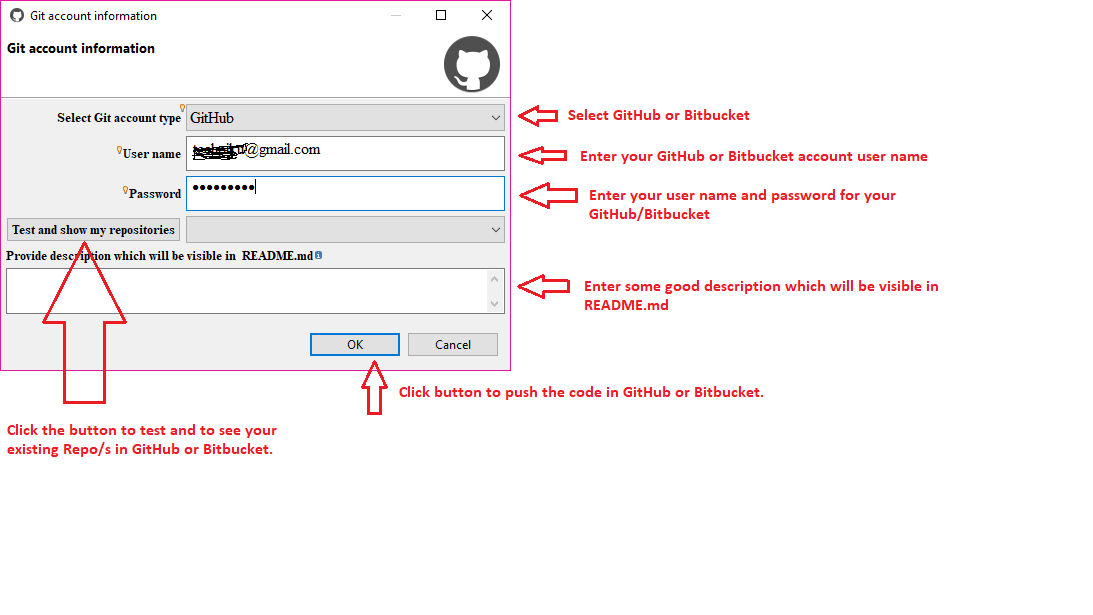 Git account information
Git account information
Select Git account type
GitHub
Select GitHub or Bitbucket
User name
@gmail.com
Enter your GitHub or Bitbucket account user name
Password
•••••••••
Enter your user name and password for your
GitHub/Bitbucket
Test and show my repositories
Provide description which will be visible in README.md
Enter some good description which will be visible in
README.md
OK
Cancel
Click button to push the code in GitHub or Bitbucket.
Click the button to test and to see your
existing Repo/s in GitHub or Bitbucket.